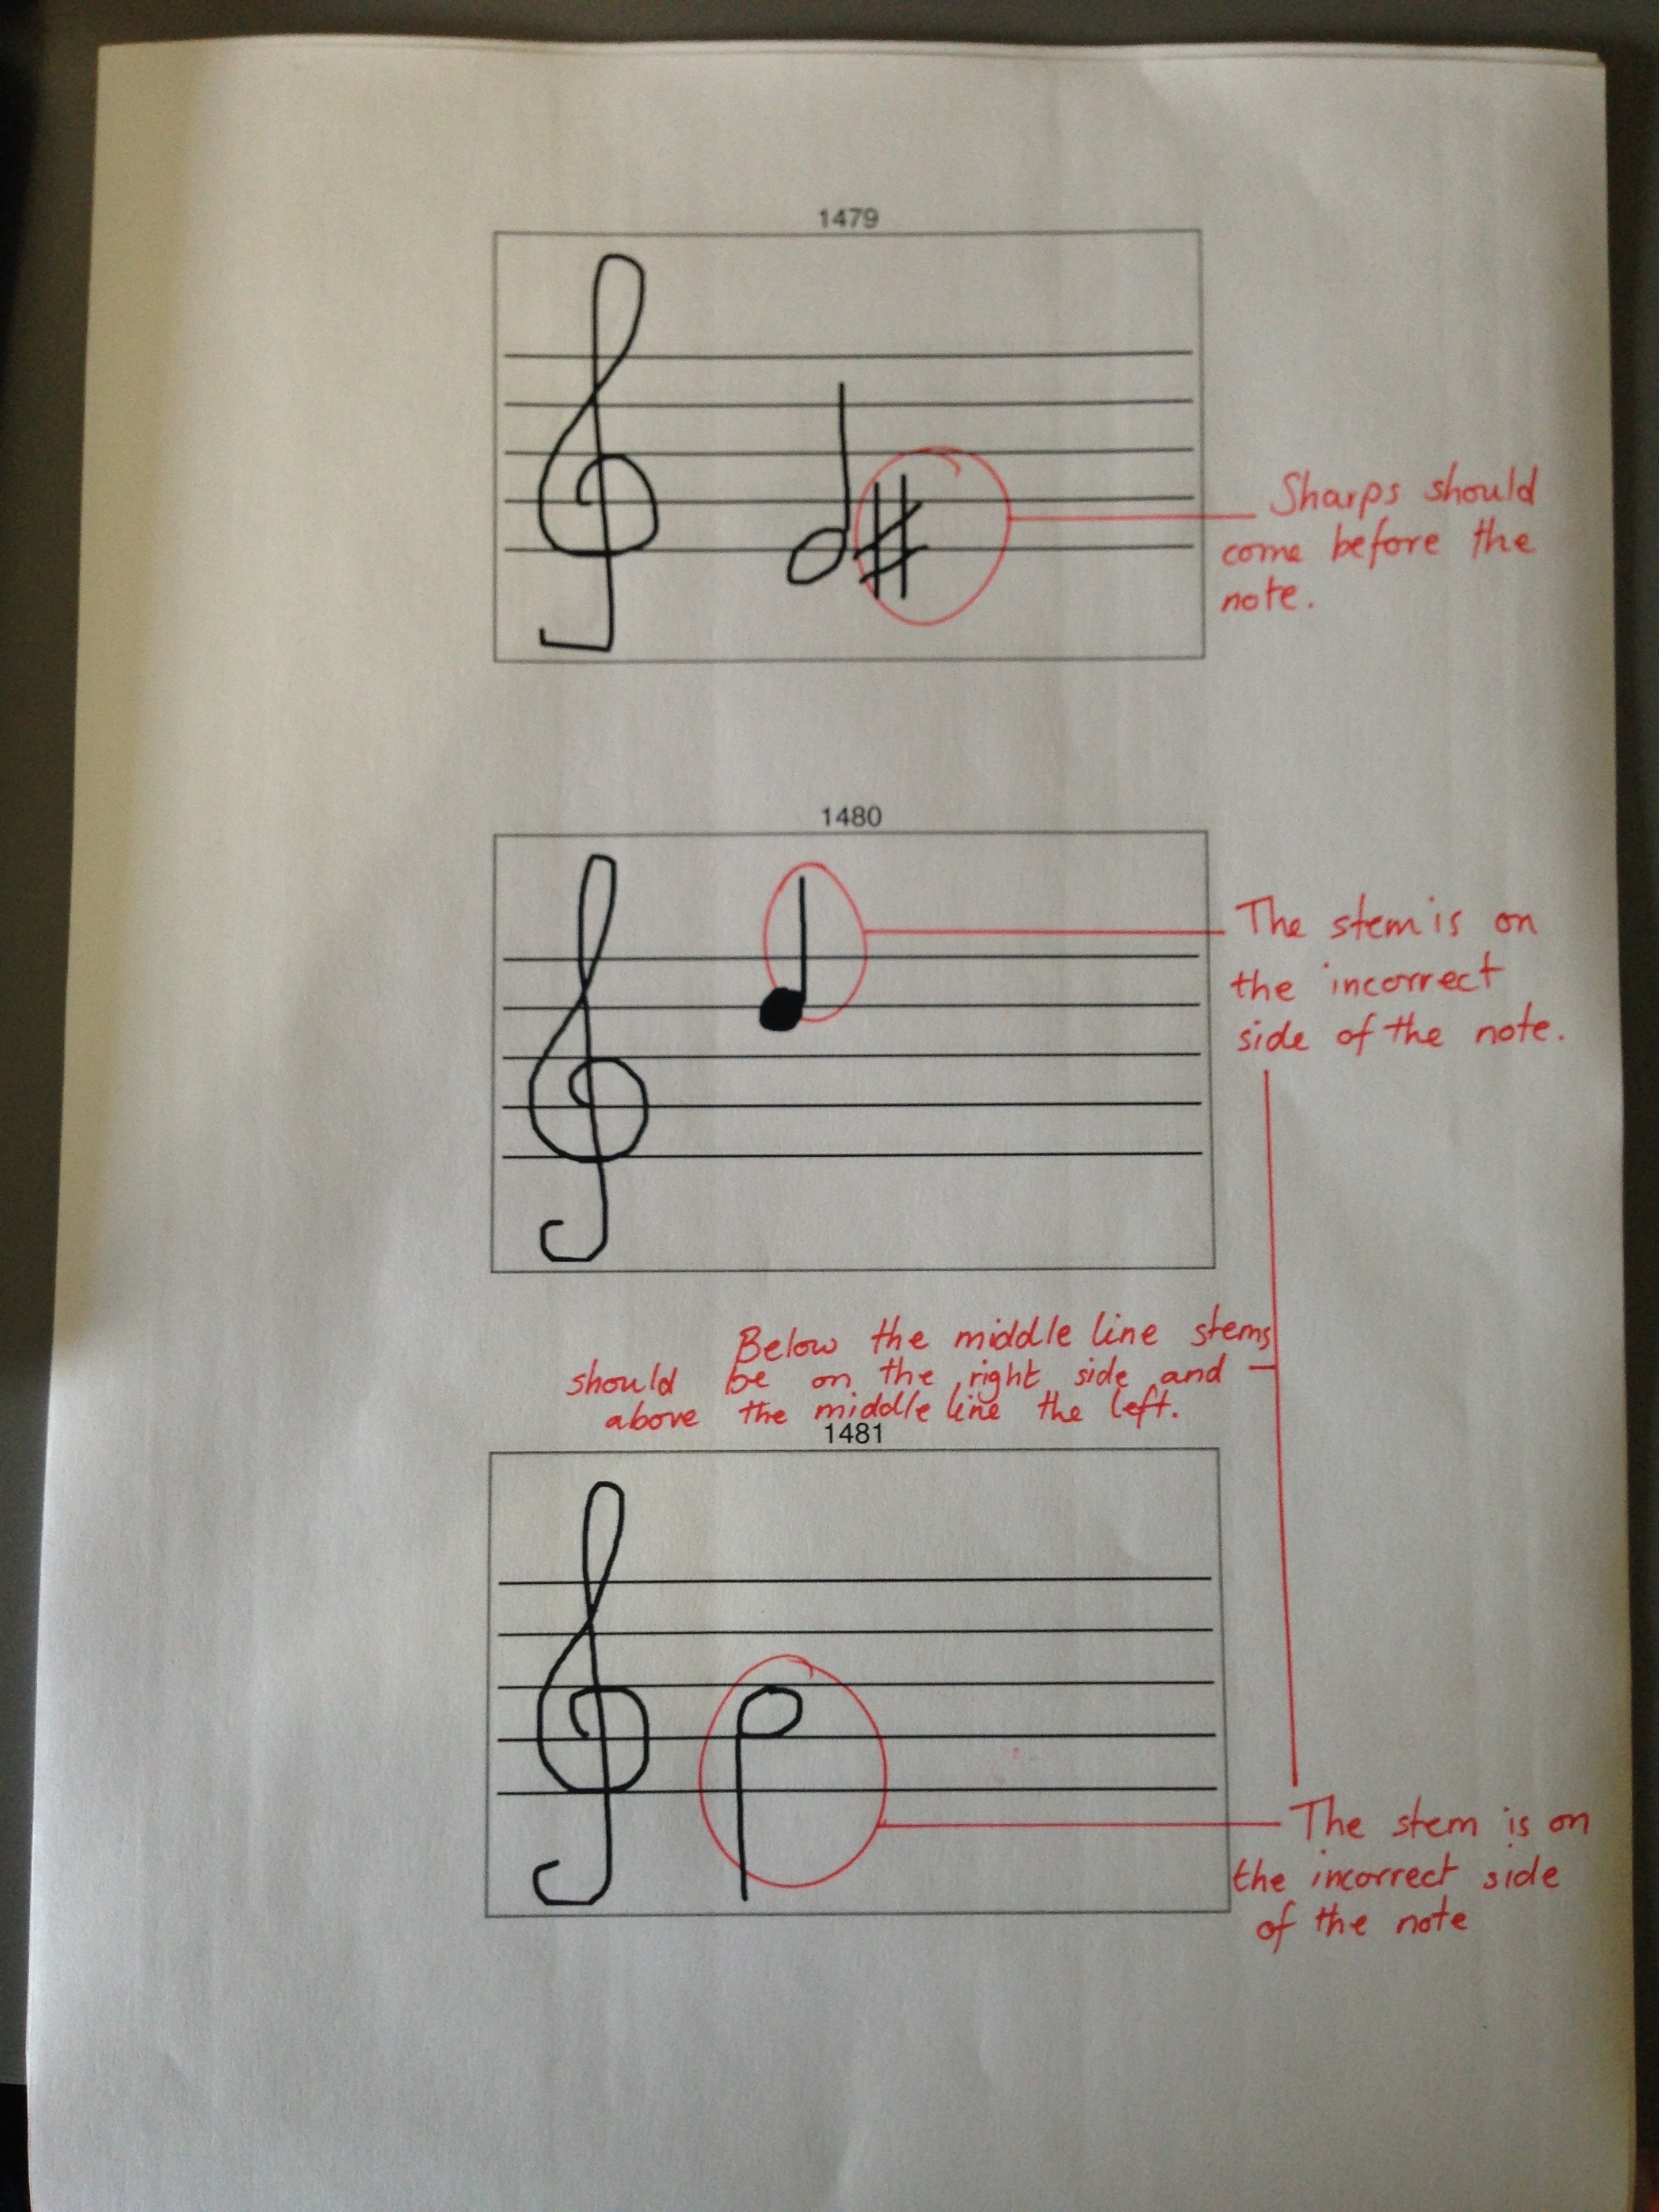 1479
Sharps should
come before the
note.
1480
The stem is on
the incorrect
side of the note.
Below the middle line stems
should be on the right side and
above the middle line the left.
1481
The stem is on
the incorrect side
of the note